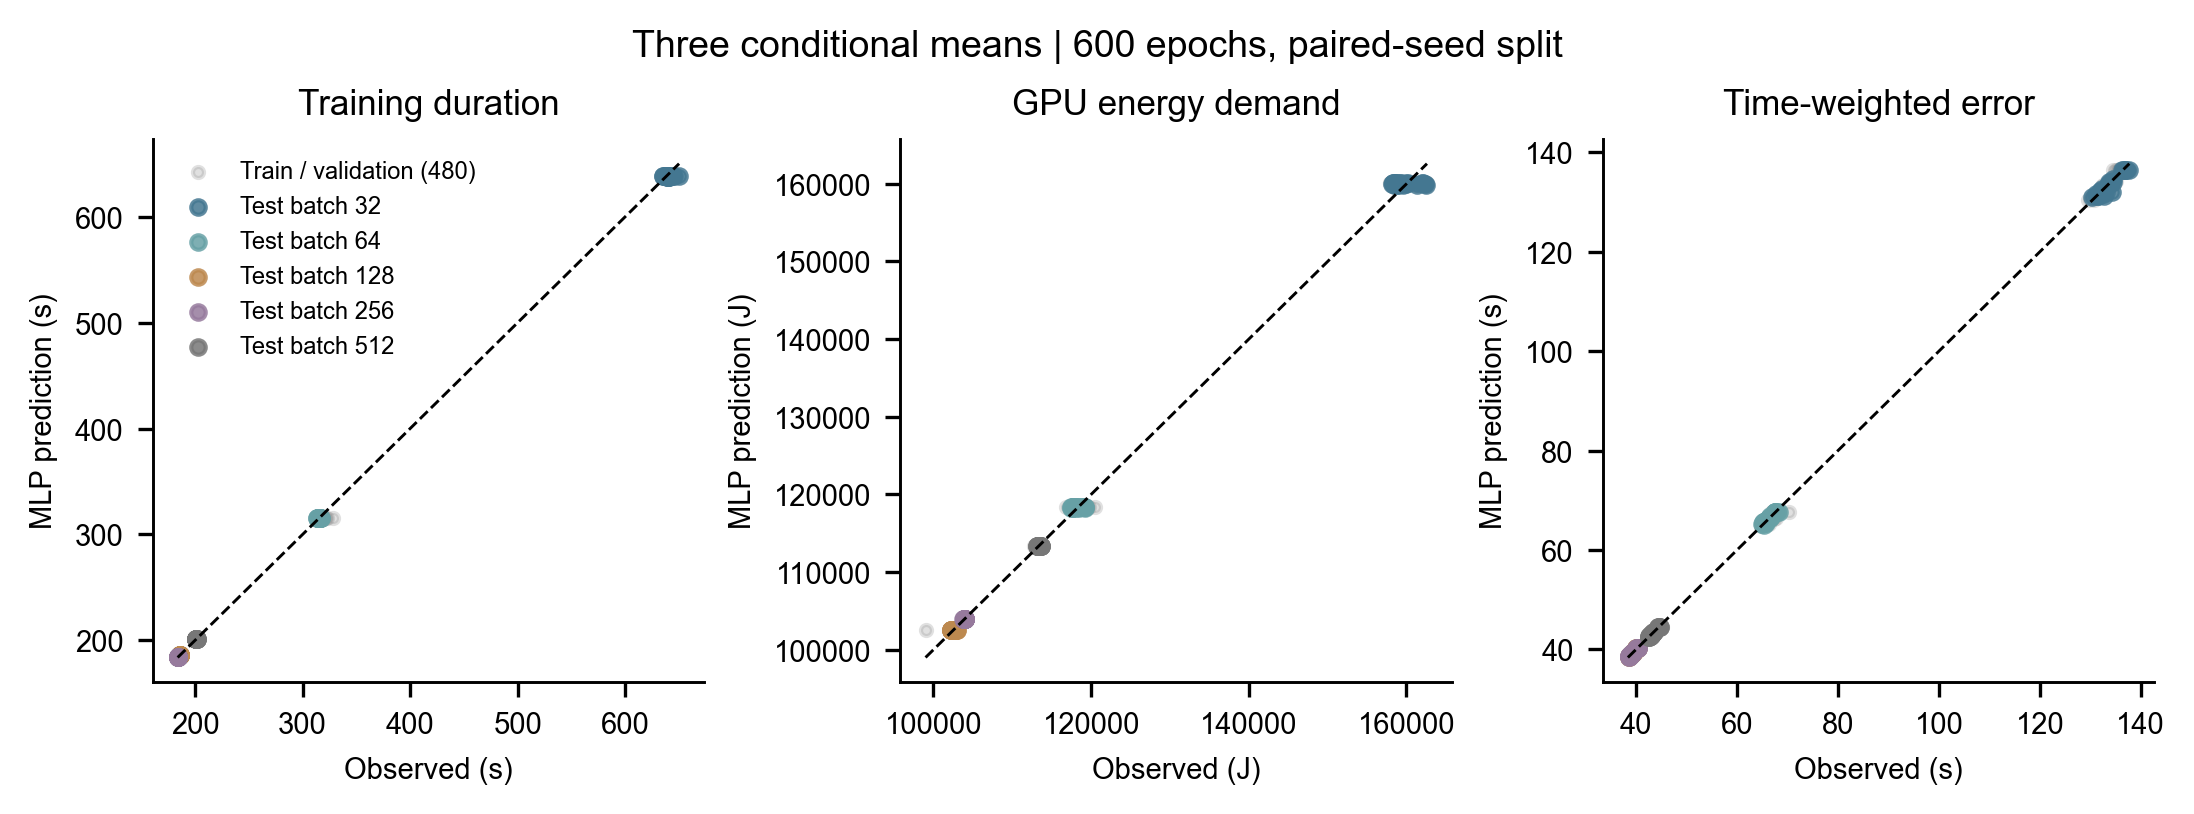 Three conditional means | 600 epochs, paired-seed split
Training duration
MLP prediction (s)
600
500
400
300
200
Train / validation (480)
Test batch 32
Test batch 64
Test batch 128
Test batch 256
Test batch 512
200 300 400 500 600
Observed (s)
GPU energy demand
MLP prediction (J)
160000
150000
140000
130000
120000
110000
100000
100000 120000 140000 160000
Observed (J)
Time-weighted error
MLP prediction (s)
140
120
100
80
60
40
40 60 80 100 120 140
Observed (s)